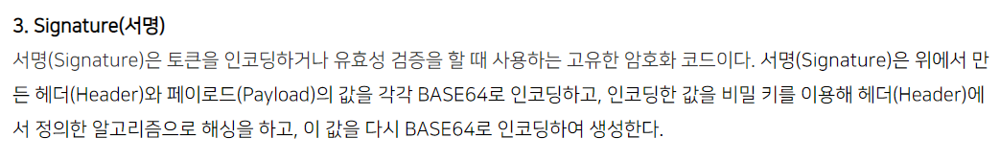 3. Signature(서명)
서명(Signature)은 토큰을 인코딩하거나 유효성 검증을 할 때 사용하는 고유한 암호화 코드이다. 서명(Signature)은 위에서 만
든 헤더(Header)와 페이로드(Payload)의 값을 각각 BASE64로 인코딩하고, 인코딩한 값을 비밀 키를 이용해 헤더(Header)에
서 정의한 알고리즘으로 해싱을 하고, 이 값을 다시 BASE64로 인코딩하여 생성한다.